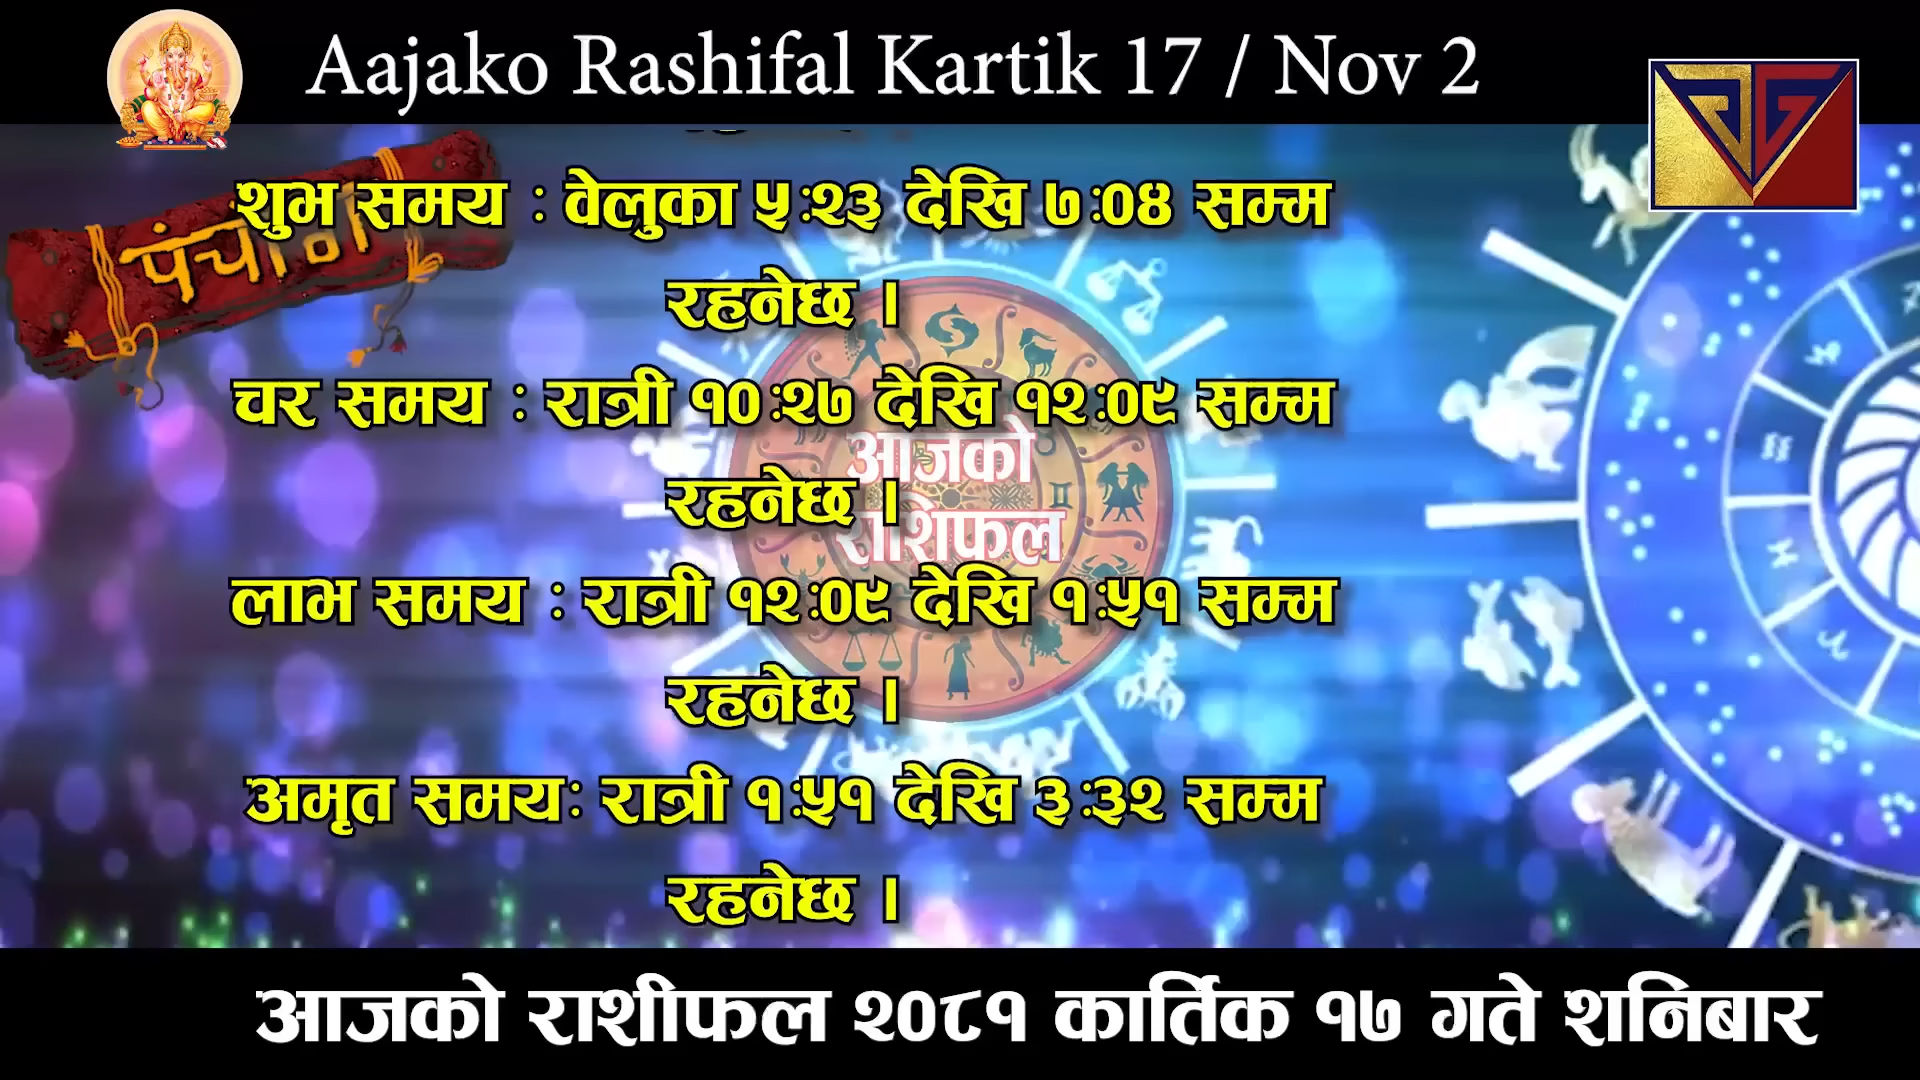 Aajako Rashifal Kartik 17 / Nov 2
पंचांग
शुभ समय : वेलुका ५:२३ देखि ७:०४ सम्म
रहनेछ ।
चर समय : रात्री १०:२७ देखि १२:०९ सम्म
आजको
रहनेछ ।
राशिफल
लाभ समय : रात्री १२:०९ देखि १:५१ सम्म
रहनेछ ।
अमृत समय: रात्री १:५१ देखि ३:३२ सम्म
रहनेछ ।
आजको राशीफल २०८१ कार्तिक १७ गते शनिबार